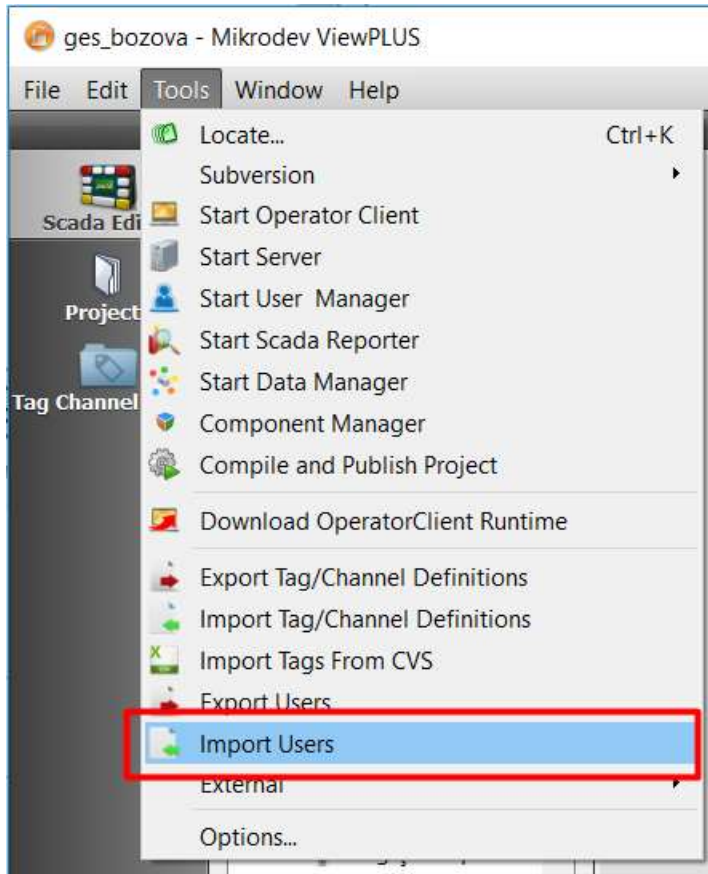 ges_bozova - Mikrodev ViewPLUS
File Edit Tools Window Help
Locate... Ctrl+K
Subversion
Scada Edi
Start Operator Client
Start Server
Start User Manager
Project
Start Scada Reporter
Start Data Manager
Tag Channel
Component Manager
Compile and Publish Project
Download OperatorClient Runtime
Export Tag/Channel Definitions
Import Tag/Channel Definitions
Import Tags From CVS
Export Users
Import Users
External
Options...